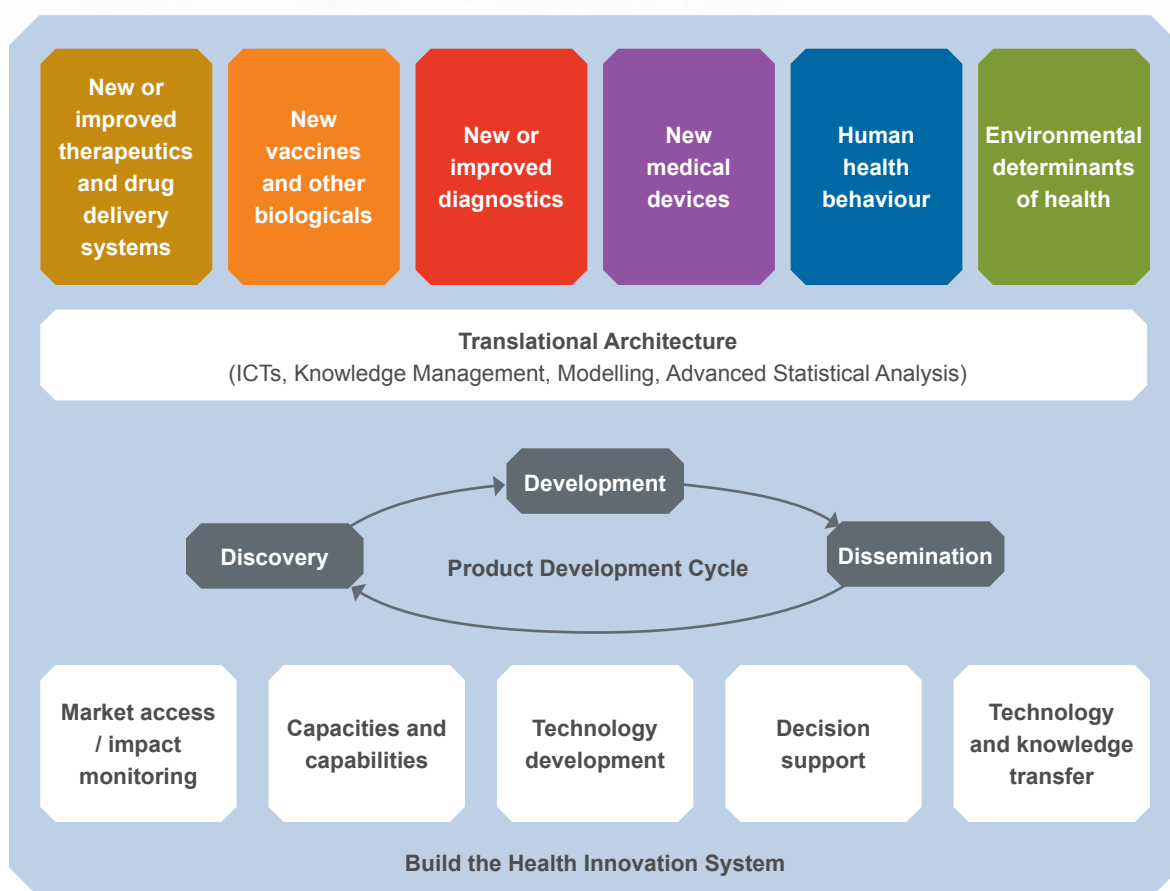 New or
improved
therapeutics
and drug
delivery
systems
New
vaccines
and other
biologicals
New or
improved
diagnostics
New
medical
devices
Human
health
behaviour
Environmental
determinants
of health
Translational Architecture
(ICTs, Knowledge Management, Modelling, Advanced Statistical Analysis)
Development
Discovery
Product Development Cycle
Dissemination
Market access
/ impact
monitoring
Capacities and
capabilities
Technology
development
Decision
support
Technology
and knowledge
transfer
Build the Health Innovation System